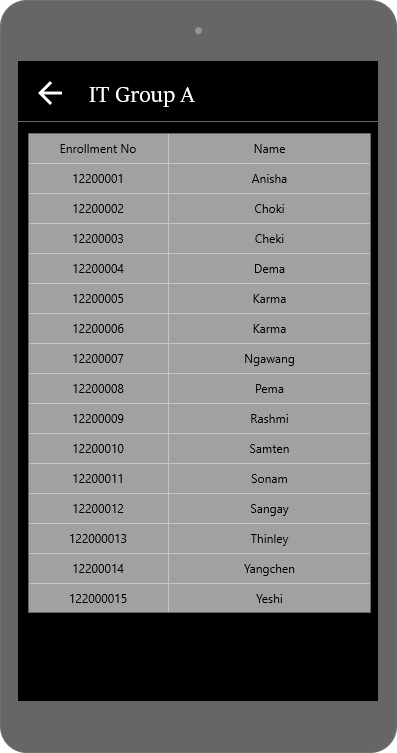 IT Group A
Enrollment No Name
12200001 Anisha
12200002 Choki
12200003 Cheki
12200004 Dema
12200005 Karma
12200006 Karma
12200007 Ngawang
12200008 Pema
12200009 Rashmi
12200010 Samten
12200011 Sonam
12200012 Sangay
122000013 Thinley
12200014 Yangchen
122000015 Yeshi